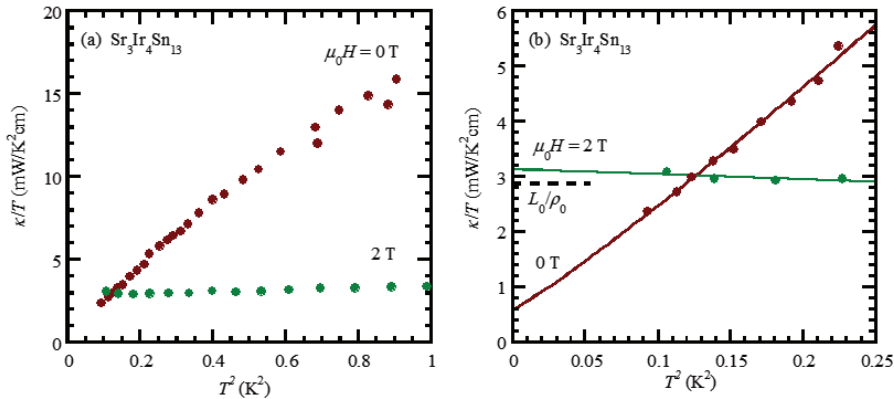 (a) Sr₃Ir₄Sn₁₃
μ₀H = 0 T
2 T
κ/T (mW/K²cm)
20
15
10
5
0
0 0.2 0.4 0.6 0.8 1
T² (K²)
(b) Sr₃Ir₄Sn₁₃
μ₀H = 2 T
L₀/ρ₀
0 T
κ/T (mW/K²cm)
6
5
4
3
2
1
0
0 0.05 0.10 0.15 0.20 0.25
T² (K²)